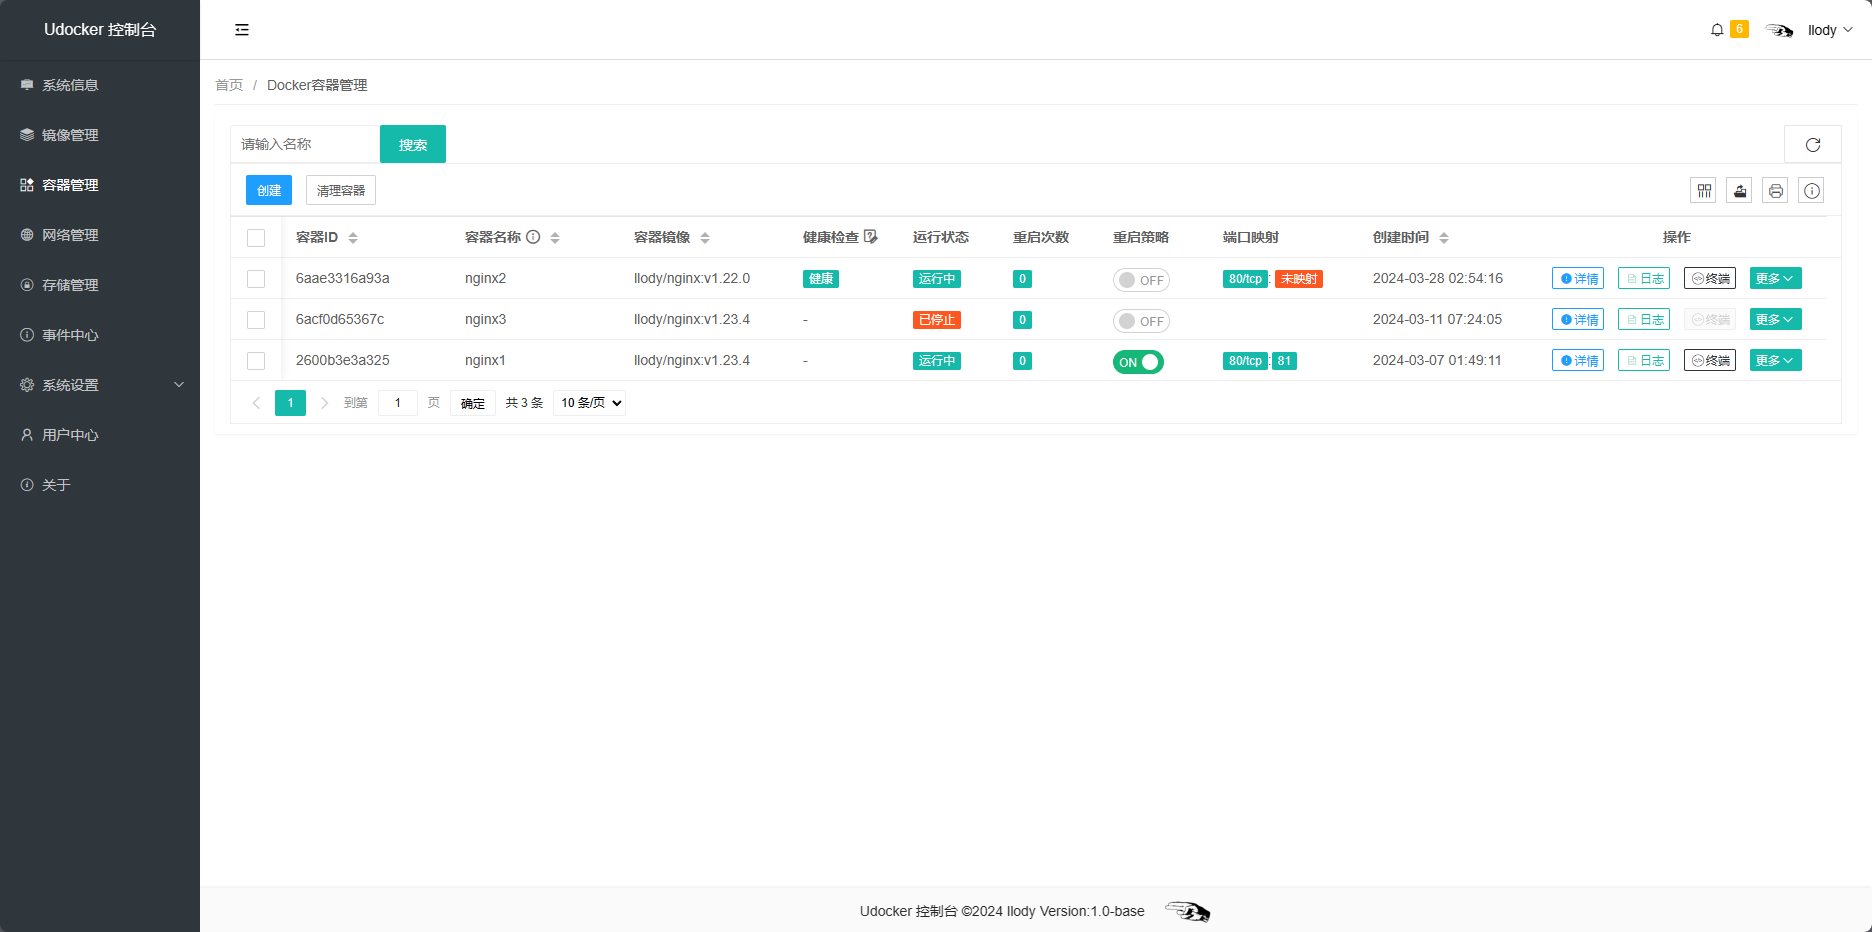 Udocker 控制台
6
llody
系统信息
镜像管理
容器管理
网络管理
存储管理
事件中心
系统设置
用户中心
关于
首页 / Docker容器管理
请输入名称 搜索
创建 清理容器
容器ID 容器名称 容器镜像 健康检查 运行状态 重启次数 重启策略 端口映射 创建时间 操作
6aae3316a93a nginx2 llody/nginx:v1.22.0 健康 运行中 0 OFF 80/tcp: 未映射 2024-03-28 02:54:16 详情 日志 终端 更多
6acf0d65367c nginx3 llody/nginx:v1.23.4 - 已停止 0 OFF 2024-03-11 07:24:05 详情 日志 终端 更多
2600b3e3a325 nginx1 llody/nginx:v1.23.4 - 运行中 0 ON 80/tcp: 81 2024-03-07 01:49:11 详情 日志 终端 更多
1 到第 1 页 确定 共 3 条 10 条/页
Udocker 控制台 ©2024 llody Version:1.0-base